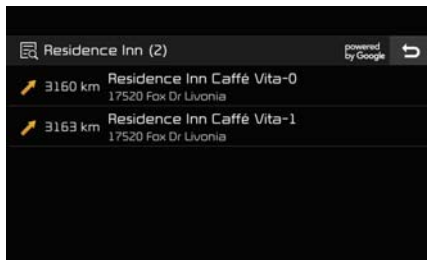 Residence Inn (2)
powered
by Google
3160 km
Residence Inn Caffé Vita-0
17520 Fox Dr Livonia
3163 km
Residence Inn Caffé Vita-1
17520 Fox Dr Livonia